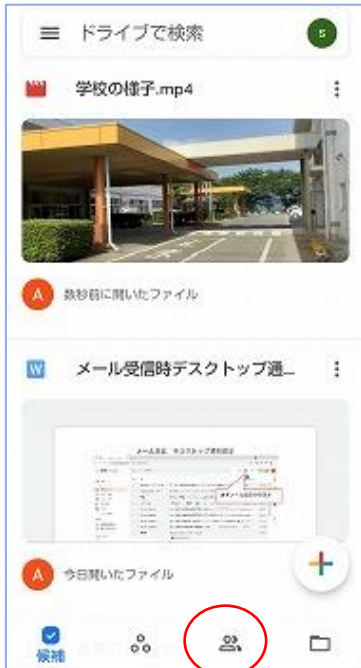 ドライブで検索
s
学校の様子.mp4
A
数秒前に開いたファイル
W
メール受信時デスクトップ通...
A
今日開いたファイル
候補